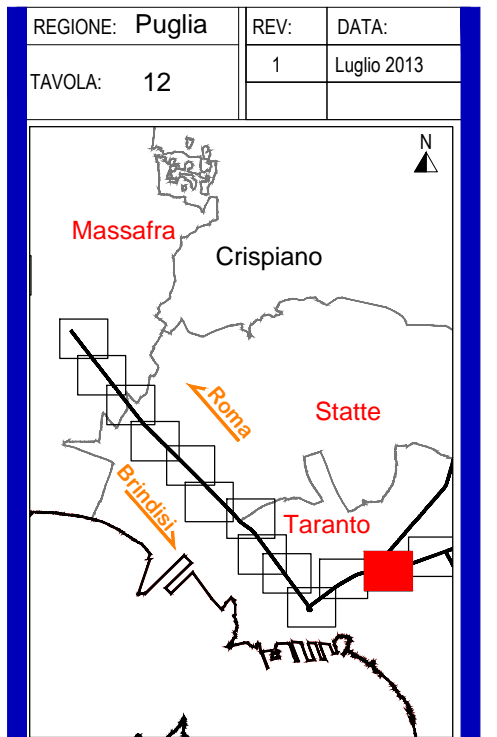 REGIONE: Puglia
REV:
DATA:
TAVOLA: 12
1
Luglio 2013
N
Massafra
Crispiano
Roma
Statte
Brindisi
Taranto